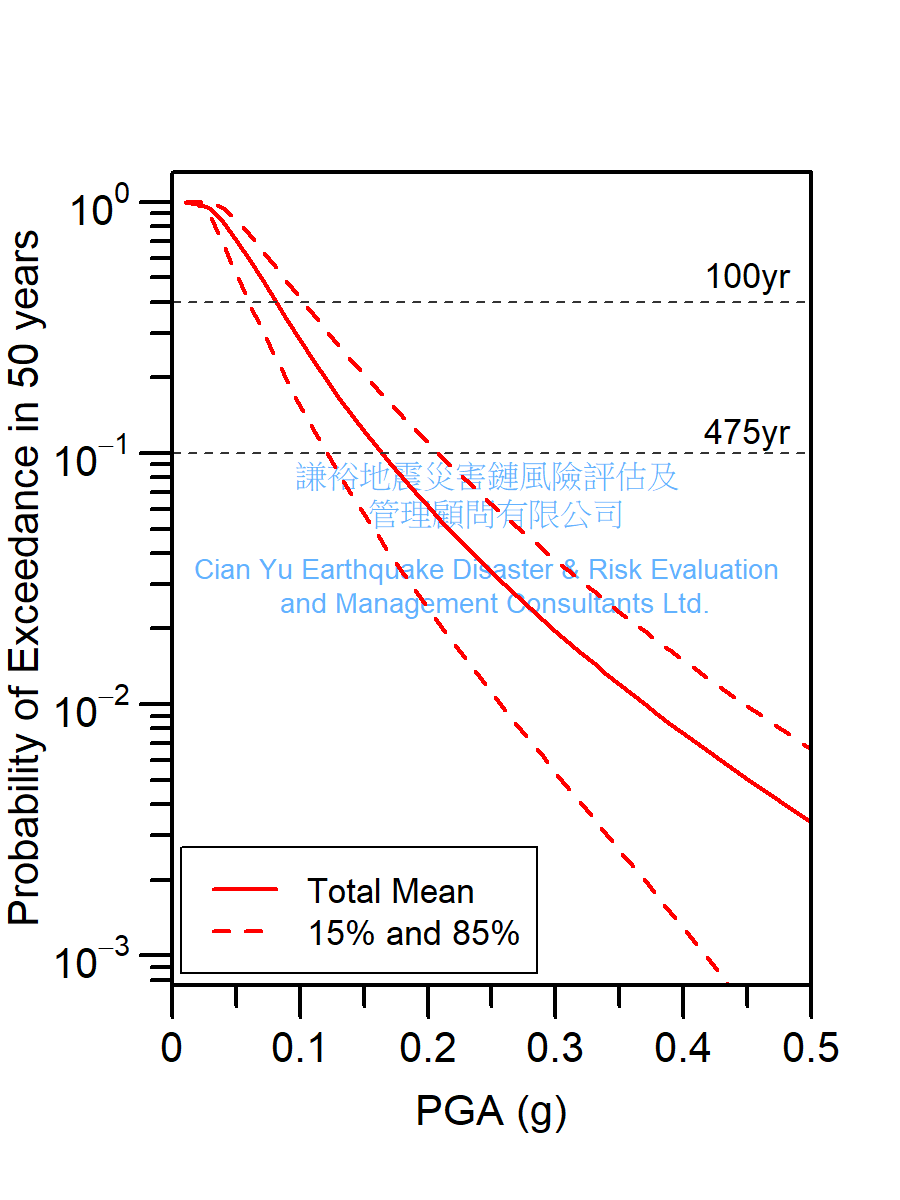 10⁰
10⁻¹
10⁻²
10⁻³
Probability of Exceedance in 50 years
100yr
475yr
謙裕地震災害鏈風險評估及
管理顧問有限公司
Cian Yu Earthquake Disaster & Risk Evaluation
and Management Consultants Ltd.
Total Mean
15% and 85%
0 0.1 0.2 0.3 0.4 0.5
PGA (g)